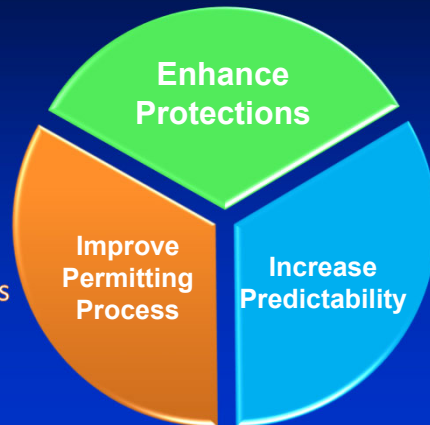 Enhance
Protections
Improve
Permitting
Process
Increase
Predictability
s